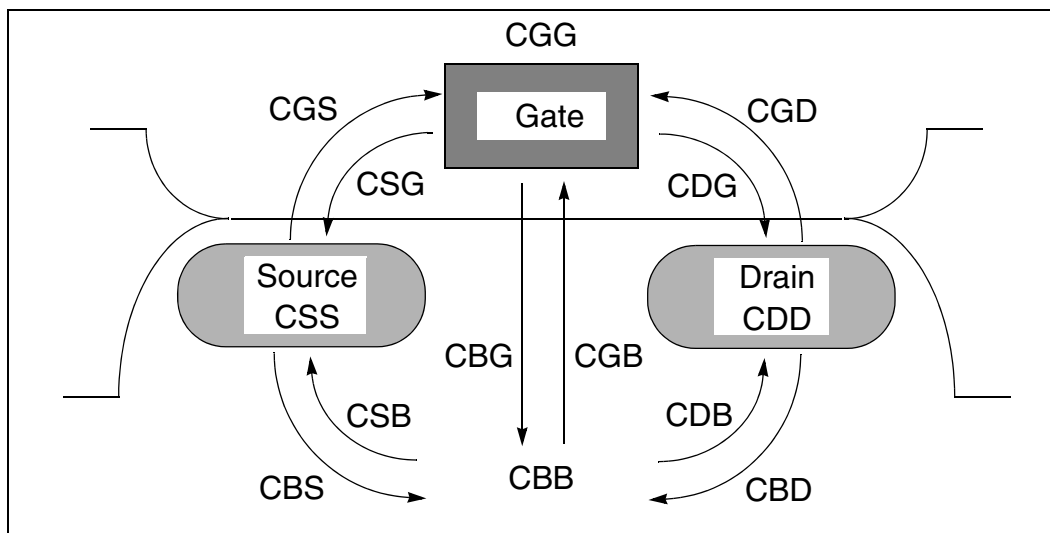 CGG
Gate
CGS
CGD
CSG
CDG
Source
CSS
Drain
CDD
CBG
CGB
CSB
CDB
CBS
CBB
CBD